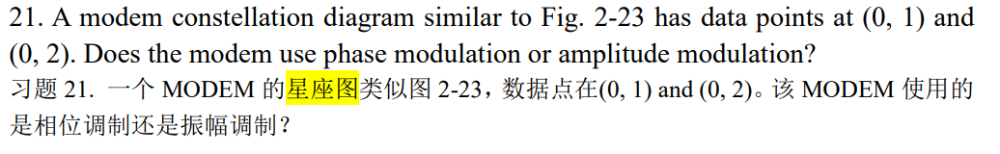 21. A modem constellation diagram similar to Fig. 2-23 has data points at (0, 1) and
(0, 2). Does the modem use phase modulation or amplitude modulation?
习题 21. 一个 MODEM 的星座图类似图 2-23，数据点在(0, 1) and (0, 2)。该 MODEM 使用的
是相位调制还是振幅调制？